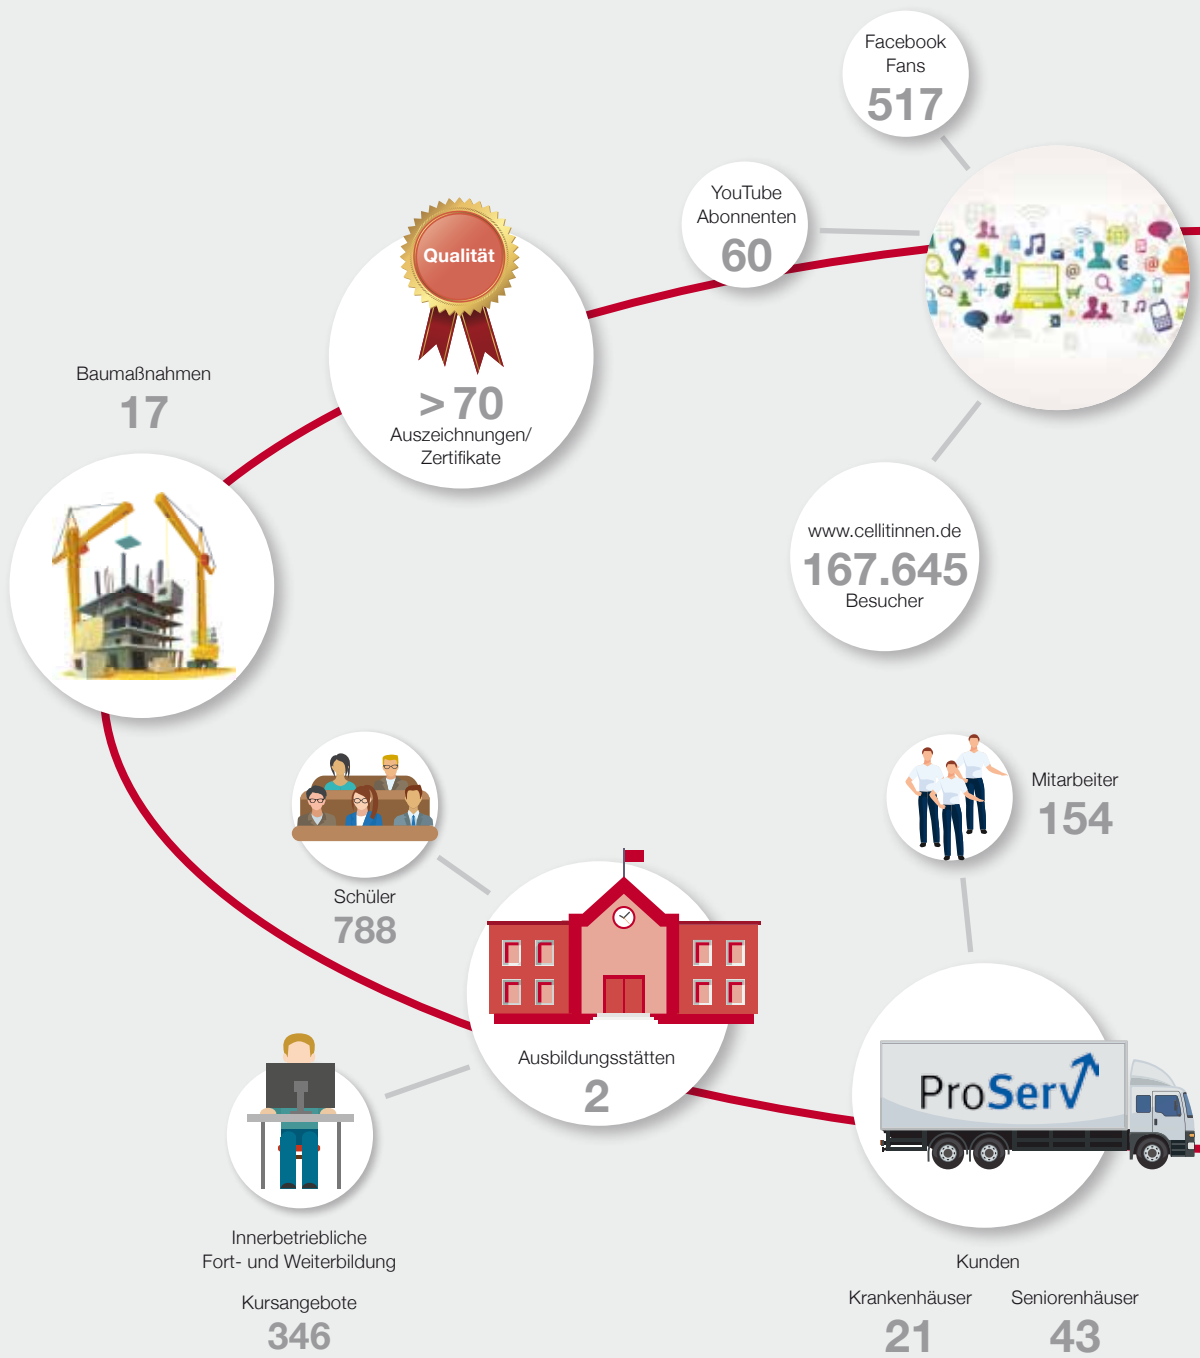 Facebook
Fans
517
YouTube
Abonnenten
60
Qualität
> 70
Auszeichnungen/
Zertifikate
Baumaßnahmen
17
www.cellitinnen.de
167.645
Besucher
Mitarbeiter
154
Schüler
788
Ausbildungsstätten
2
ProServ
Innerbetriebliche
Fort- und Weiterbildung
Kursangebote
346
Kunden
Krankenhäuser
21
Seniorenhäuser
43